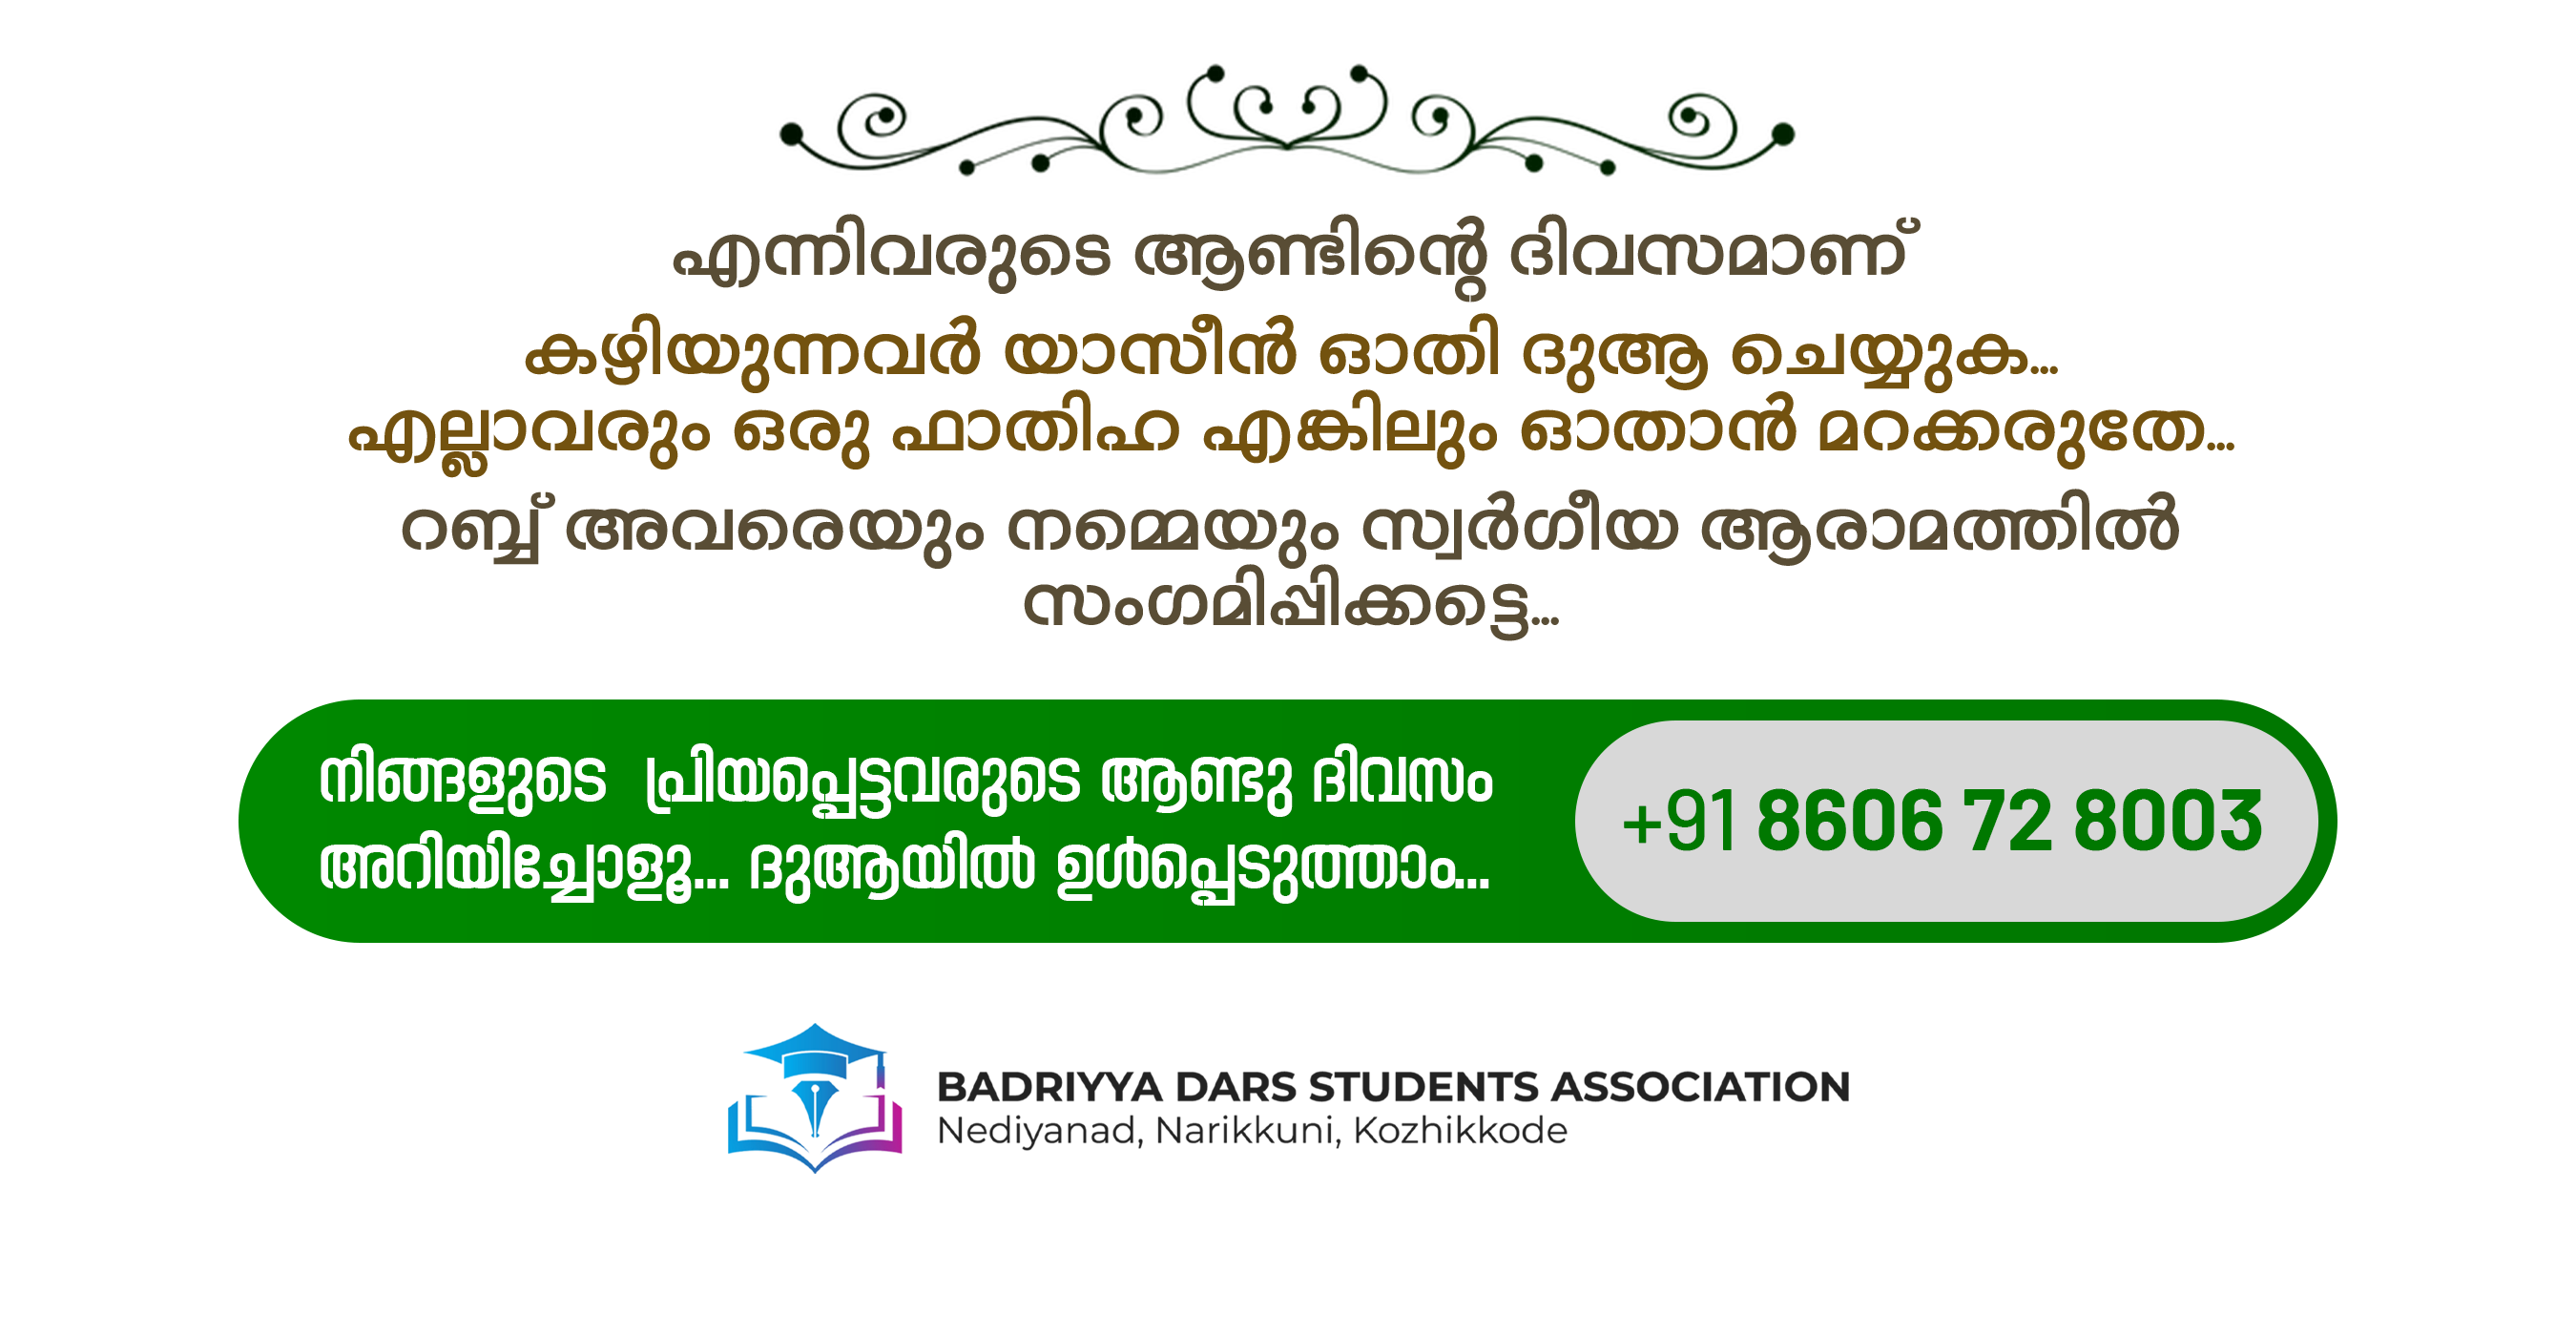 എന്നിവരുടെ ആണ്ടിന്റെ ദിവസമാണ്
കഴിയുന്നവർ യാസീൻ ഓതി ദുആ ചെയ്യുക...
എല്ലാവരും ഒരു ഫാതിഹ എങ്കിലും ഓതാൻ മറക്കരുതേ...
റബ്ബ് അവരെയും നമ്മെയും സ്വർഗീയ ആരാമത്തിൽ
സംഗമിപ്പിക്കട്ടെ...
നിങ്ങളുടെ പ്രിയപ്പെട്ടവരുടെ ആണ്ടു ദിവസം
അറിയിച്ചോളൂ... ദുആയിൽ ഉൾപ്പെടുത്താം...
+91 8606 72 8003
BADRIYYA DARS STUDENTS ASSOCIATION
Nediyanad, Narikkuni, Kozhikkode